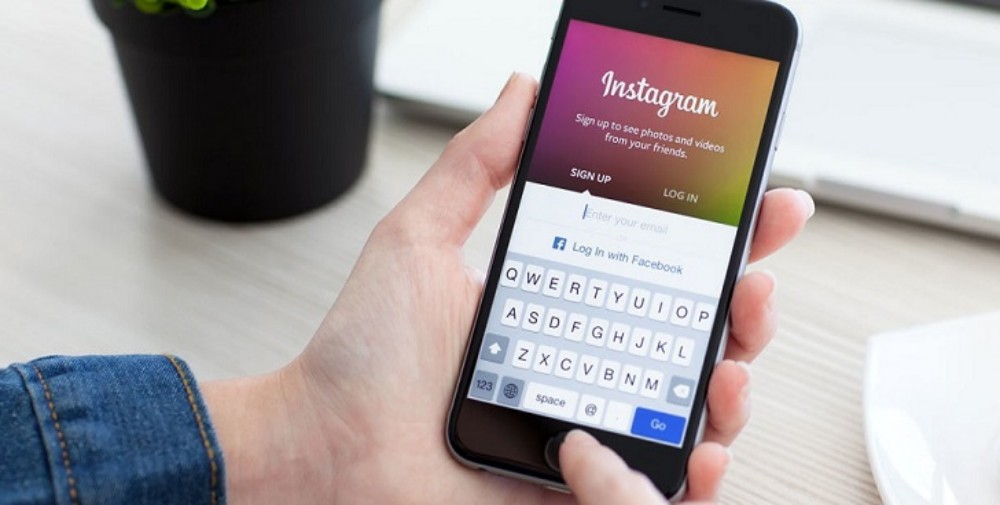 Instagram
Sign up to see photos and videos
from your friends.
SIGN UP
LOG IN
Enter your email
Log In with Facebook
Q W E R T Y U I O P
A S D F G H J K L
Z X C V B N M
123 space @ . Go